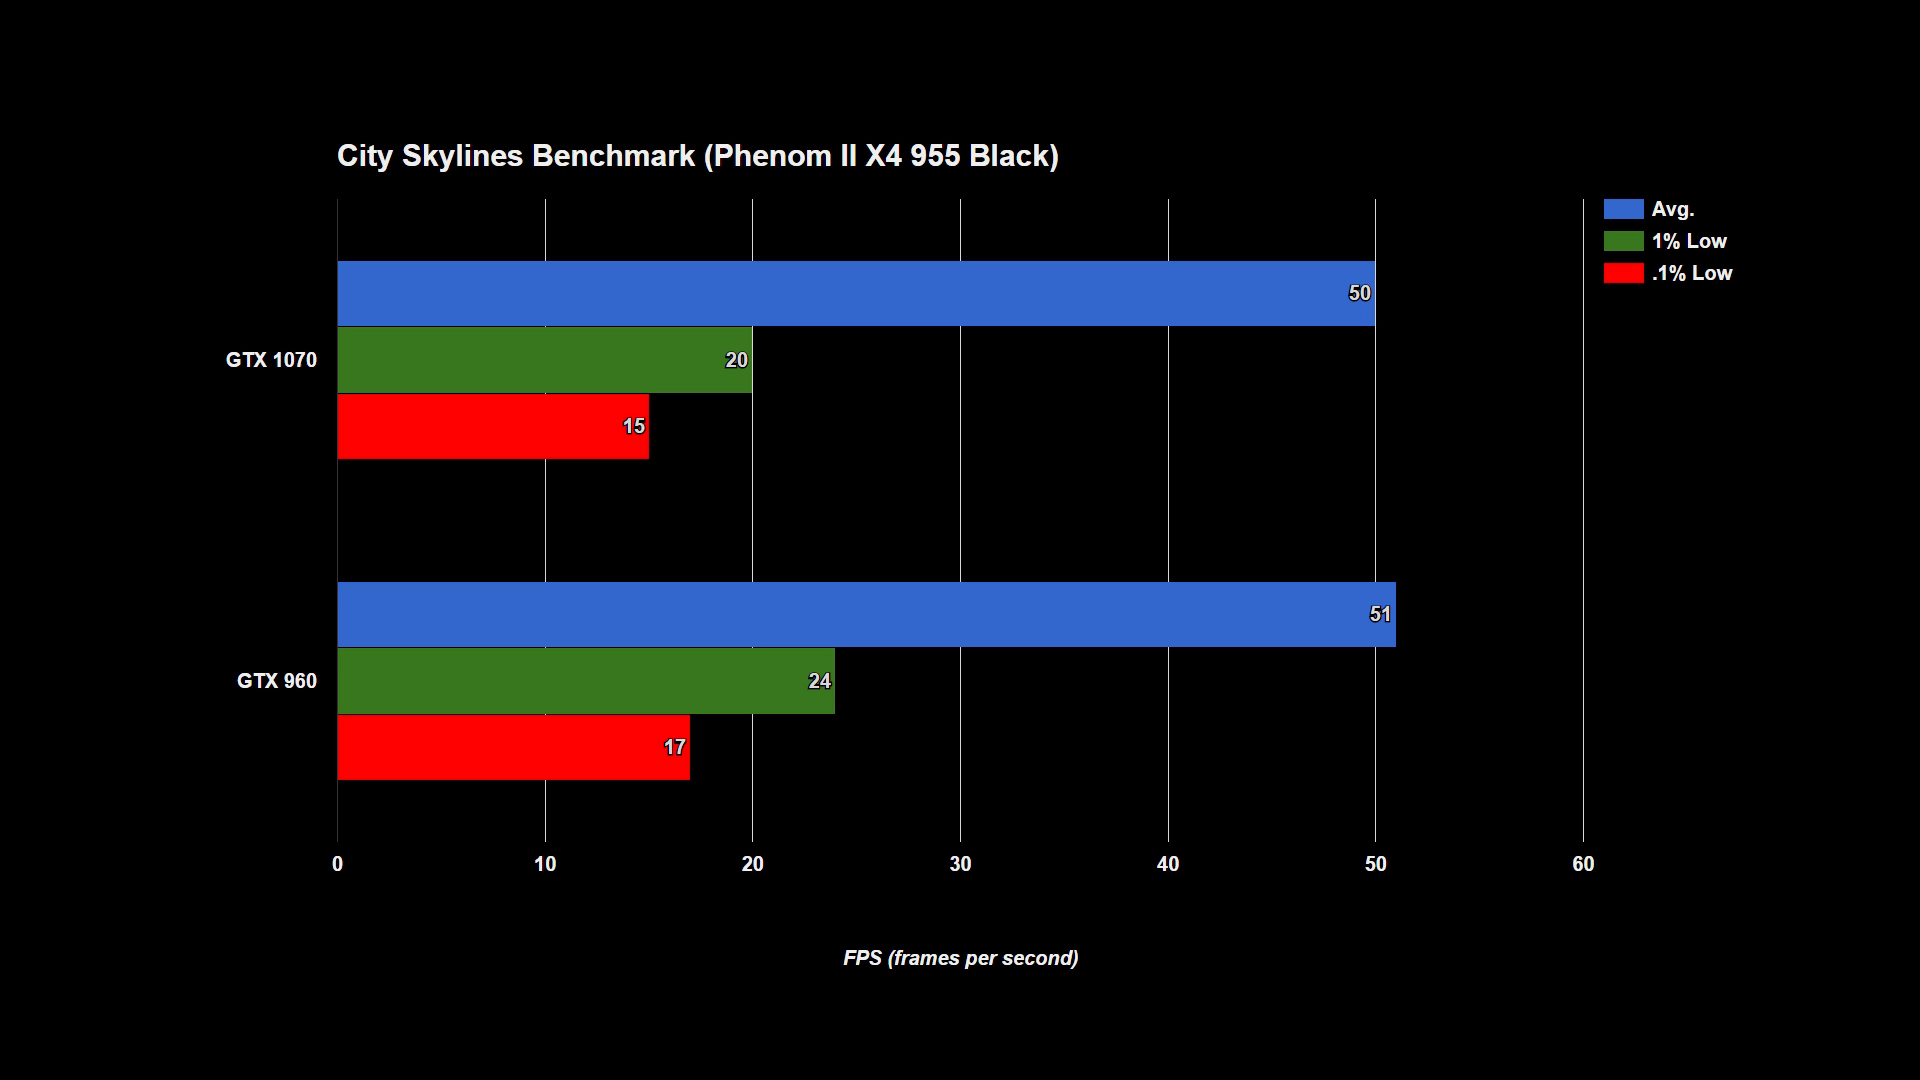 City Skylines Benchmark (Phenom II X4 955 Black)
Avg.
1% Low
.1% Low
GTX 1070
50
20
15
GTX 960
51
24
17
0 10 20 30 40 50 60
FPS (frames per second)